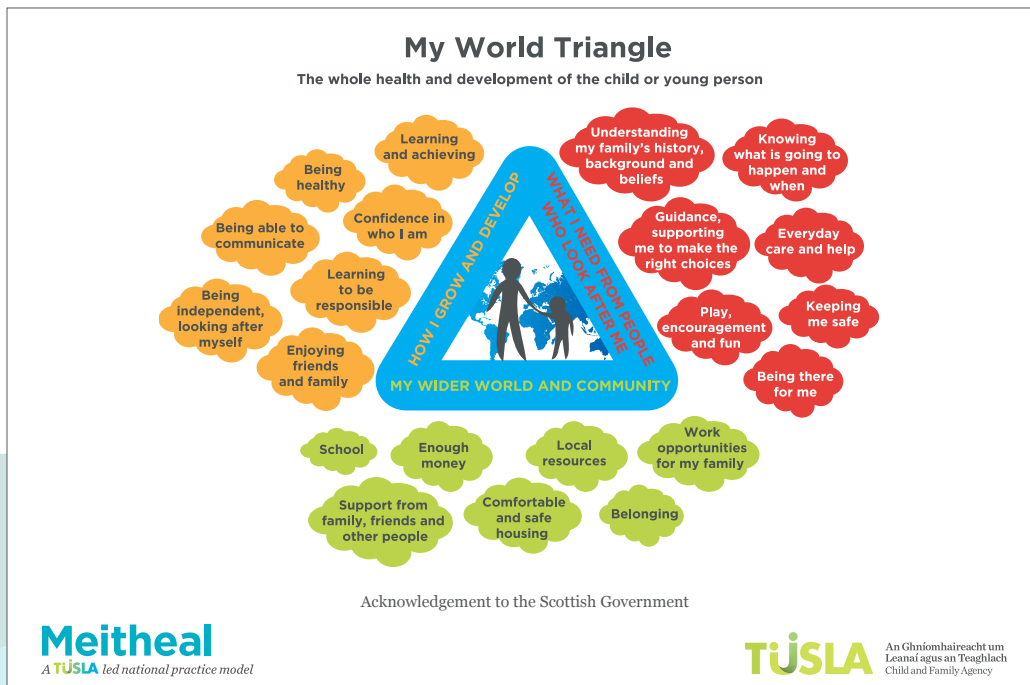 My World Triangle
The whole health and development of the child or young person
Learning
and achieving
Being
healthy
Confidence in
who I am
Being able to
communicate
Learning
to be
responsible
Being
independent,
looking after
myself
Enjoying
friends
and family
HOW I GROW AND DEVELOP
WHAT I NEED FROM PEOPLE
WHO LOOK AFTER ME
MY WIDER WORLD AND COMMUNITY
Understanding
my family's history,
background and
beliefs
Knowing
what is going to
happen and
when
Guidance,
supporting
me to make the
right choices
Everyday
care and help
Play,
encouragement
and fun
Keeping
me safe
Being there
for me
School
Enough
money
Local
resources
Work
opportunities
for my family
Support from
family, friends and
other people
Comfortable
and safe
housing
Belonging
Acknowledgement to the Scottish Government
Meitheal
A TUSLA led national practice model
TUSLA
An Ghníomhaireacht um
Leanaí agus an Teaghlach
Child and Family Agency